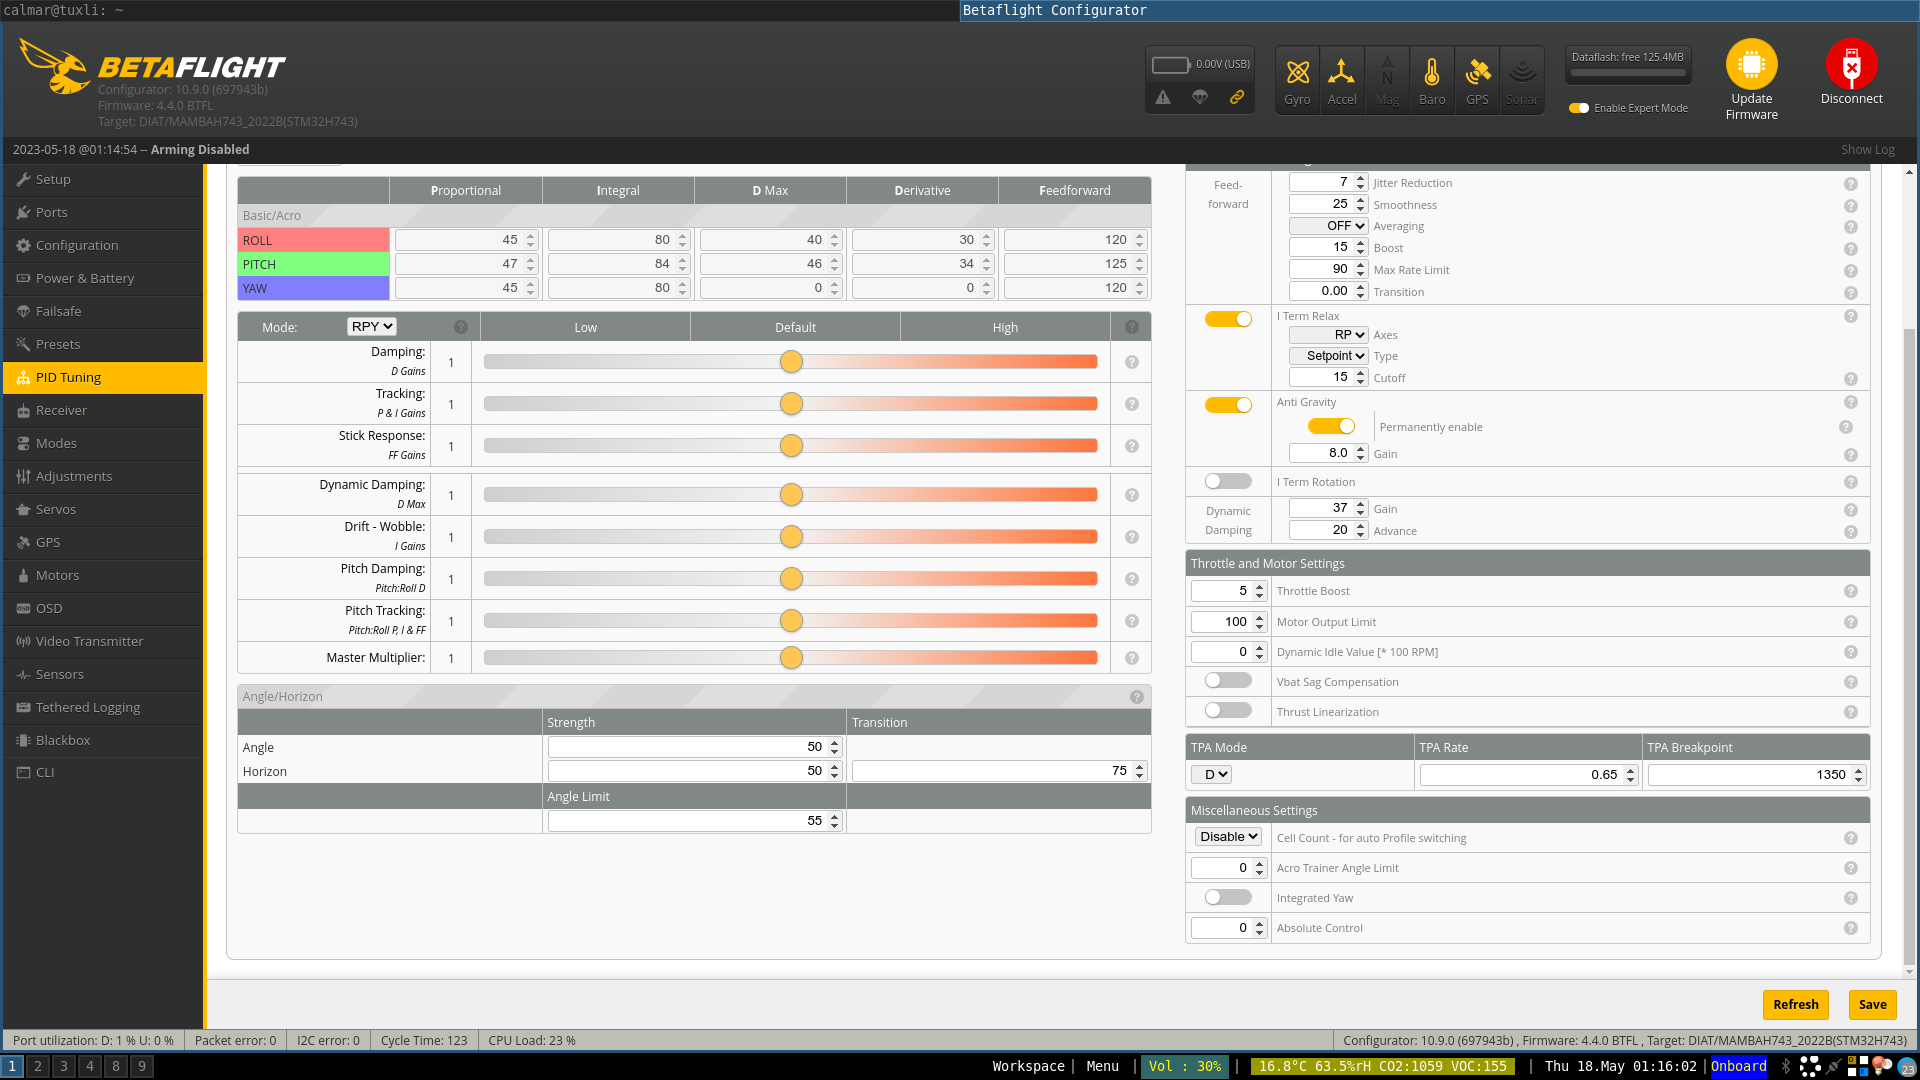 calmar@tuxli: ~
Betaflight Configurator
BETAFLIGHT
Configurator: 10.9.0 (697943b)
Firmware: 4.4.0 BTFL
Target: DIAT/MAMBAH743_2022B(STM32H743)
0.00V (USB)
Gyro Accel Mag Baro GPS Sonar
Dataflash: free 125.4MB
Enable Expert Mode
Update Firmware
Disconnect
2023-05-18 @01:14:54 -- Arming Disabled
Show Log
Setup
Ports
Configuration
Power & Battery
Failsafe
Presets
PID Tuning
Receiver
Modes
Adjustments
Servos
GPS
Motors
OSD
Video Transmitter
Sensors
Tethered Logging
Blackbox
CLI
Proportional Integral D Max Derivative Feedforward
Basic/Acro
ROLL 45 80 40 30 120
PITCH 47 84 46 34 125
YAW 45 80 0 0 120
Mode: RPY Low Default High
Damping: 1
D Gains
Tracking: 1
P & I Gains
Stick Response: 1
FF Gains
Dynamic Damping: 1
D Max
Drift - Wobble: 1
I Gains
Pitch Damping: 1
Pitch:Roll D
Pitch Tracking: 1
Pitch:Roll P, I & FF
Master Multiplier: 1
Angle/Horizon
Strength Transition
Angle 50
Horizon 50 75
Angle Limit
55
Feed-forward
7 Jitter Reduction
25 Smoothness
OFF Averaging
15 Boost
90 Max Rate Limit
0.00 Transition
I Term Relax
RP Axes
Setpoint Type
15 Cutoff
Anti Gravity
Permanently enable
8.0 Gain
I Term Rotation
Dynamic Damping
37 Gain
20 Advance
Throttle and Motor Settings
5 Throttle Boost
100 Motor Output Limit
0 Dynamic Idle Value [* 100 RPM]
Vbat Sag Compensation
Thrust Linearization
TPA Mode TPA Rate TPA Breakpoint
D 0.65 1350
Miscellaneous Settings
Disable Cell Count - for auto Profile switching
0 Acro Trainer Angle Limit
Integrated Yaw
0 Absolute Control
Refresh Save
Port utilization: D: 1 % U: 0 % Packet error: 0 I2C error: 0 Cycle Time: 123 CPU Load: 23 %
Configurator: 10.9.0 (697943b) , Firmware: 4.4.0 BTFL , Target: DIAT/MAMBAH743_2022B(STM32H743)
1 2 3 4 8 9
Workspace| Menu | Vol : 30% | 16.8°C 63.5%rH CO2:1059 VOC:155 | Thu 18.May 01:16:02 |Onboard 23